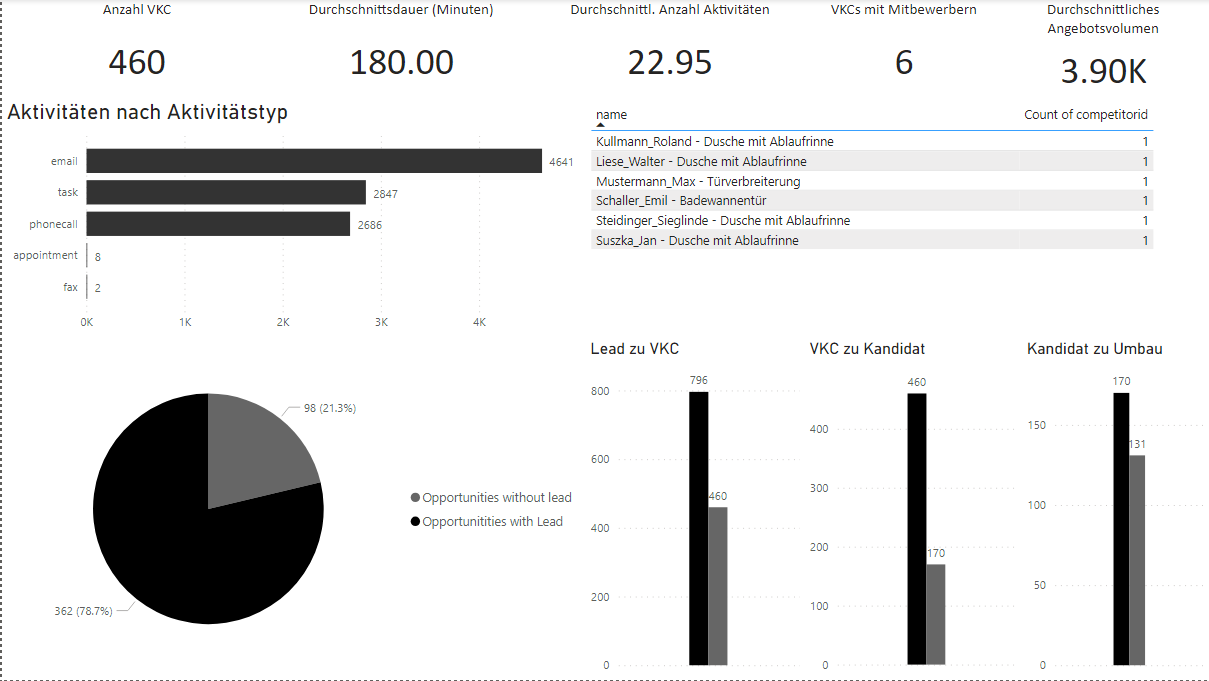 Anzahl VKC
460
Durchschnittsdauer (Minuten)
180.00
Durchschnittl. Anzahl Aktivitäten
22.95
VKCs mit Mitbewerbern
6
Durchschnittliches
Angebotsvolumen
3.90K
Aktivitäten nach Aktivitätstyp
email 4641
task 2847
phonecall 2686
appointment 8
fax 2
0K 1K 2K 3K 4K
name Count of competitorid
Kullmann_Roland - Dusche mit Ablaufrinne 1
Liese_Walter - Dusche mit Ablaufrinne 1
Mustermann_Max - Türverbreiterung 1
Schaller_Emil - Badewannentür 1
Steidinger_Sieglinde - Dusche mit Ablaufrinne 1
Suszka_Jan - Dusche mit Ablaufrinne 1
98 (21.3%)
362 (78.7%)
Opportunities without lead
Opportunitities with Lead
Lead zu VKC
796
460
800
600
400
200
0
VKC zu Kandidat
460
170
400
300
200
100
0
Kandidat zu Umbau
170
131
150
100
50
0